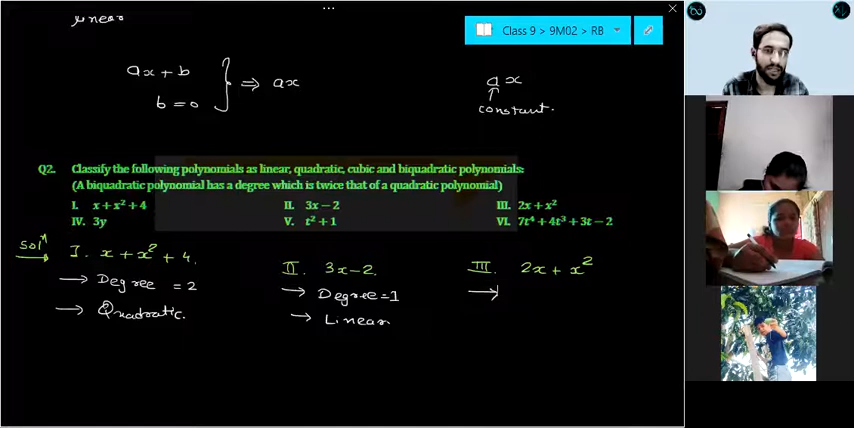 Linear
Class 9 > 9M02 > RB
ax + b
b = 0
⇒ ax
ax
↑
constant.
Q2. Classify the following polynomials as linear, quadratic, cubic and biquadratic polynomials:
(A biquadratic polynomial has a degree which is twice that of a quadratic polynomial)
I. x + x² + 4 II. 3x − 2 III. 2x + x²
IV. 3y V. t² + 1 VI. 7t⁴ + 4t³ + 3t − 2
Solⁿ I. x + x² + 4.
→ Degree = 2
→ Quadratic.
II 3x − 2.
→ Degree = 1
→ Linear
III. 2x + x²
→